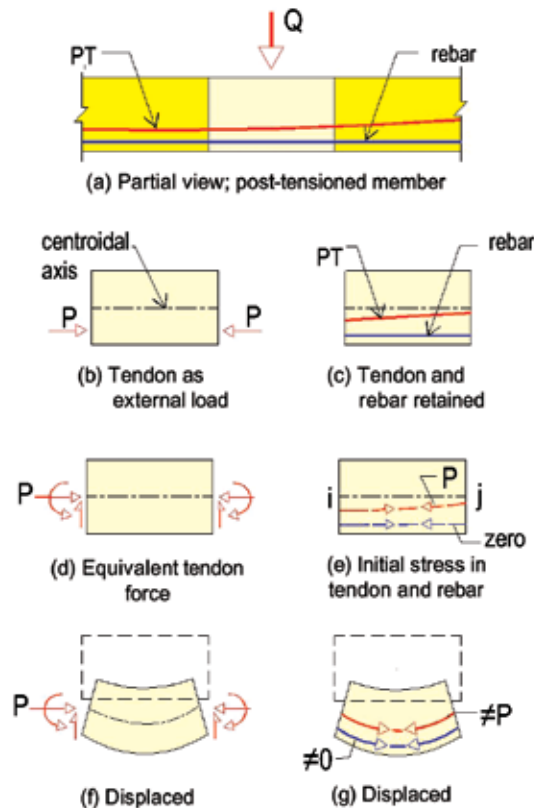 Q
PT
rebar
(a) Partial view; post-tensioned member
centroidal
axis
P
P
(b) Tendon as
external load
PT
rebar
(c) Tendon and
rebar retained
P
(d) Equivalent tendon
force
i
P
j
zero
(e) Initial stress in
tendon and rebar
P
(f) Displaced
≠P
≠0
(g) Displaced